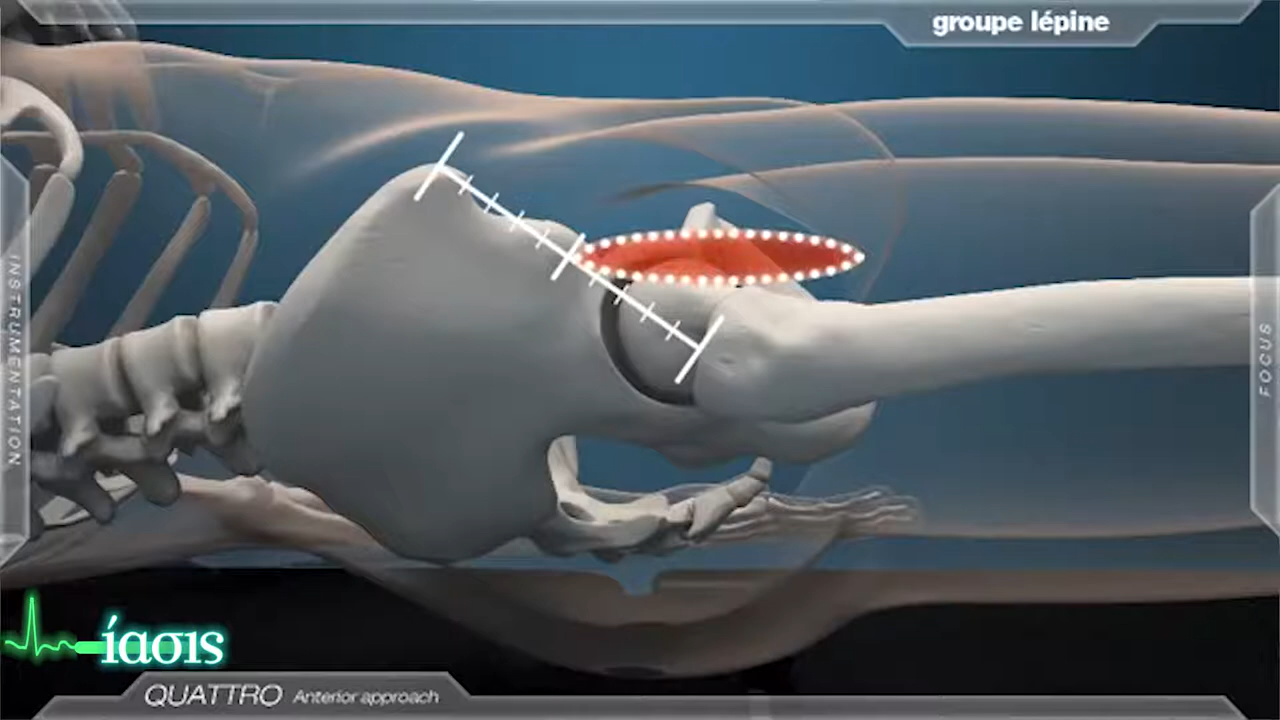 groupe lépine
INSTRUMENTATION
FOCUS
ίασις
QUATTRO Anterior approach